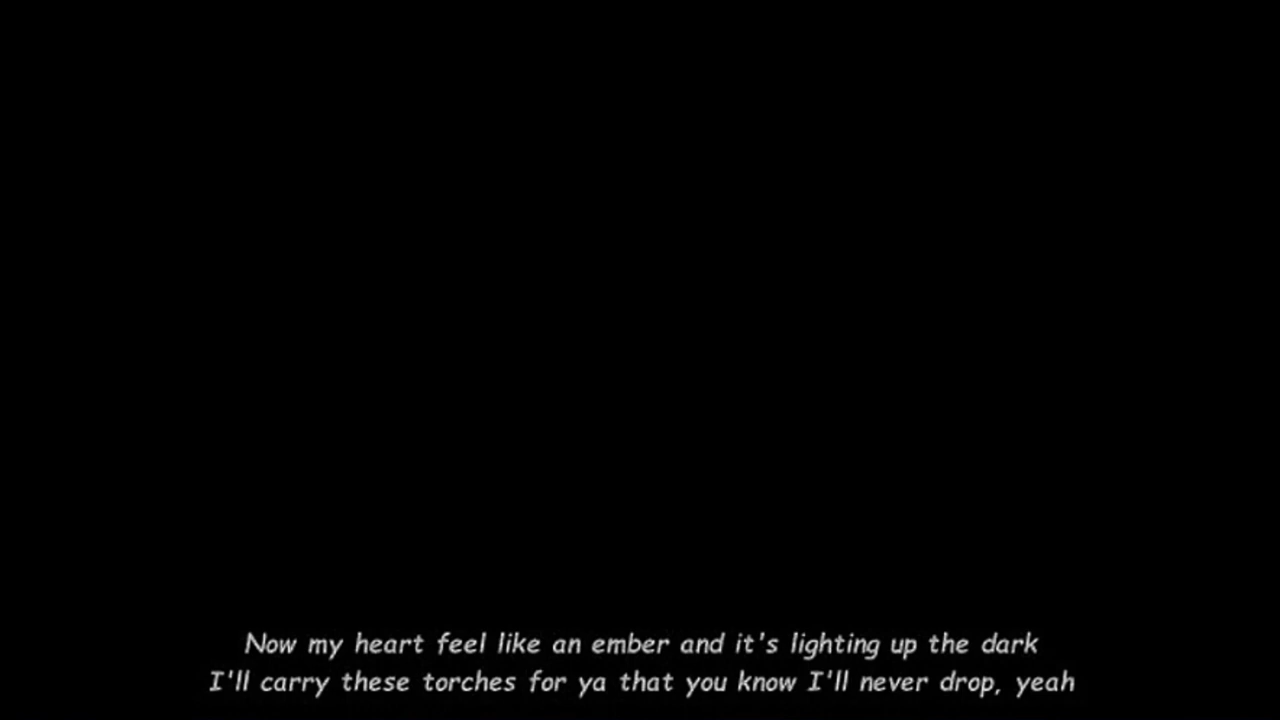 Now my heart feel like an ember and it's lighting up the dark
I'll carry these torches for ya that you know I'll never drop, yeah